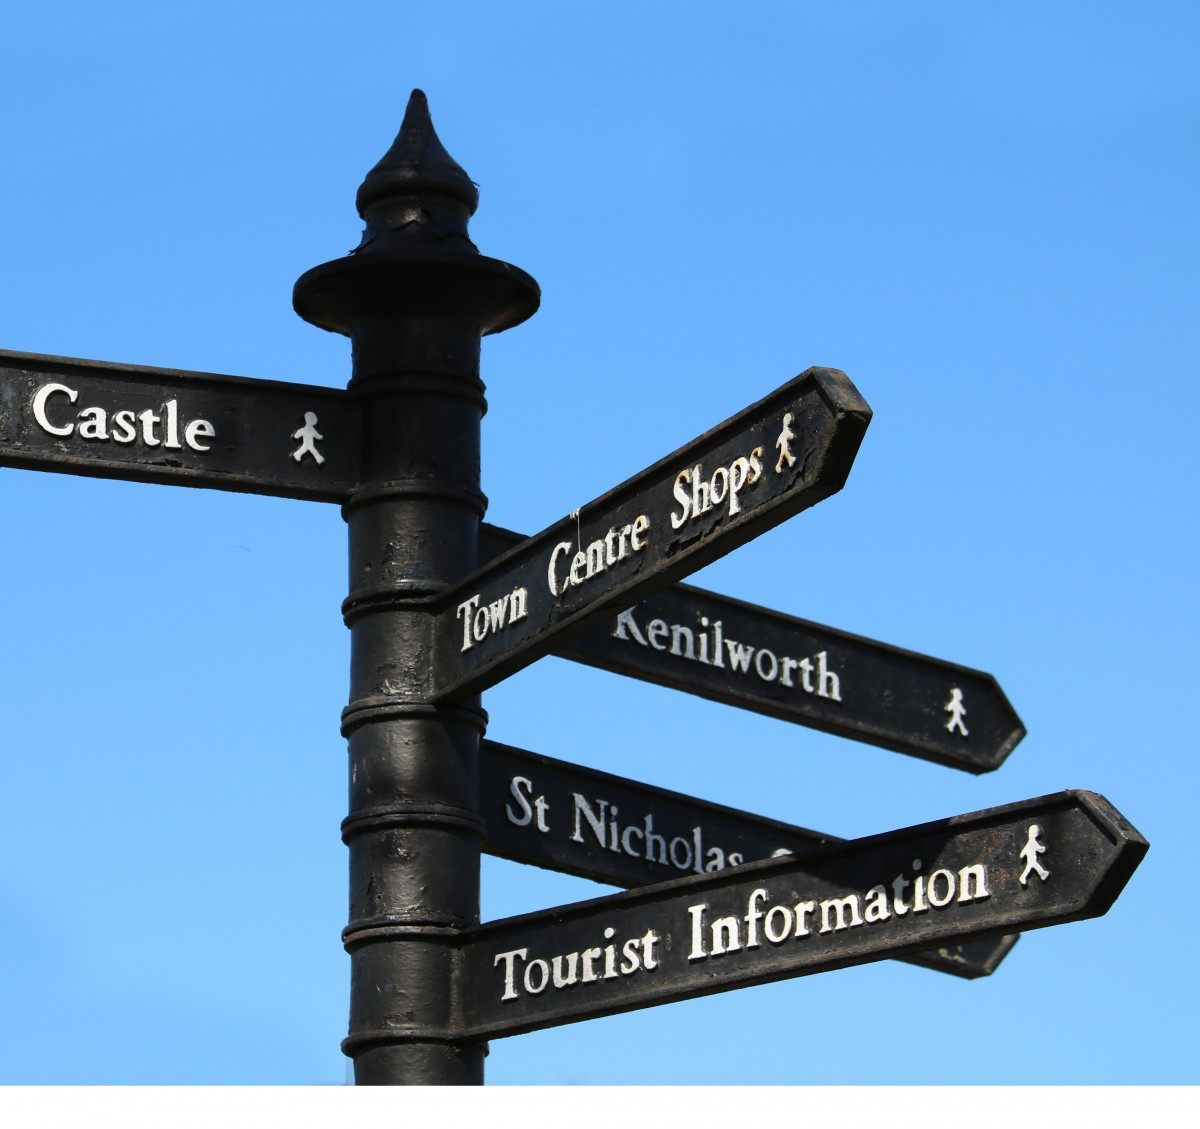 Castle
Town Centre Shops
Kenilworth
St Nicholas
Tourist Information